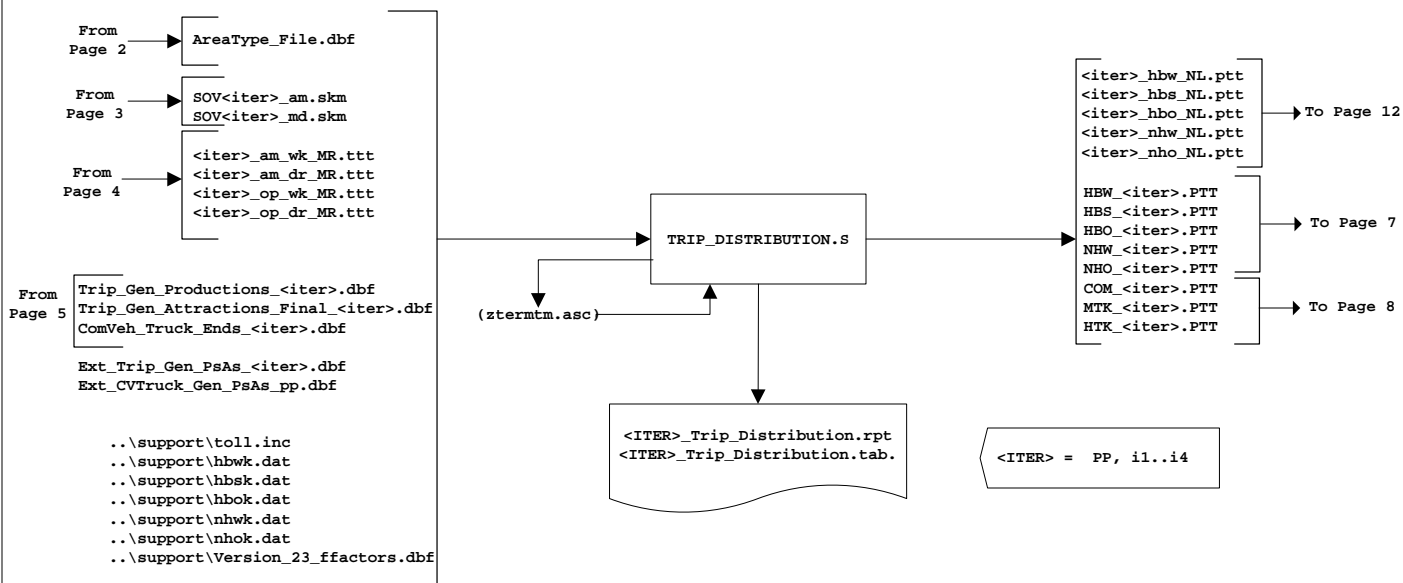 From
Page 2
AreaType_File.dbf
From
Page 3
SOV<iter>_am.skm
SOV<iter>_md.skm
From
Page 4
<iter>_am_wk_MR.ttt
<iter>_am_dr_MR.ttt
<iter>_op_wk_MR.ttt
<iter>_op_dr_MR.ttt
From
Page 5
Trip_Gen_Productions_<iter>.dbf
Trip_Gen_Attractions_Final_<iter>.dbf
ComVeh_Truck_Ends_<iter>.dbf
Ext_Trip_Gen_PsAs_<iter>.dbf
Ext_CVTruck_Gen_PsAs_pp.dbf
..\support\toll.inc
..\support\hbwk.dat
..\support\hbsk.dat
..\support\hbok.dat
..\support\nhwk.dat
..\support\nhok.dat
..\support\Version_23_ffactors.dbf
TRIP_DISTRIBUTION.S
(ztermtm.asc)
<ITER>_Trip_Distribution.rpt
<ITER>_Trip_Distribution.tab.
<iter>_hbw_NL.ptt
<iter>_hbs_NL.ptt
<iter>_hbo_NL.ptt
<iter>_nhw_NL.ptt
<iter>_nho_NL.ptt
To Page 12
HBW_<iter>.PTT
HBS_<iter>.PTT
HBO_<iter>.PTT
NHW_<iter>.PTT
NHO_<iter>.PTT
To Page 7
COM_<iter>.PTT
MTK_<iter>.PTT
HTK_<iter>.PTT
To Page 8
<ITER> = PP, i1..i4